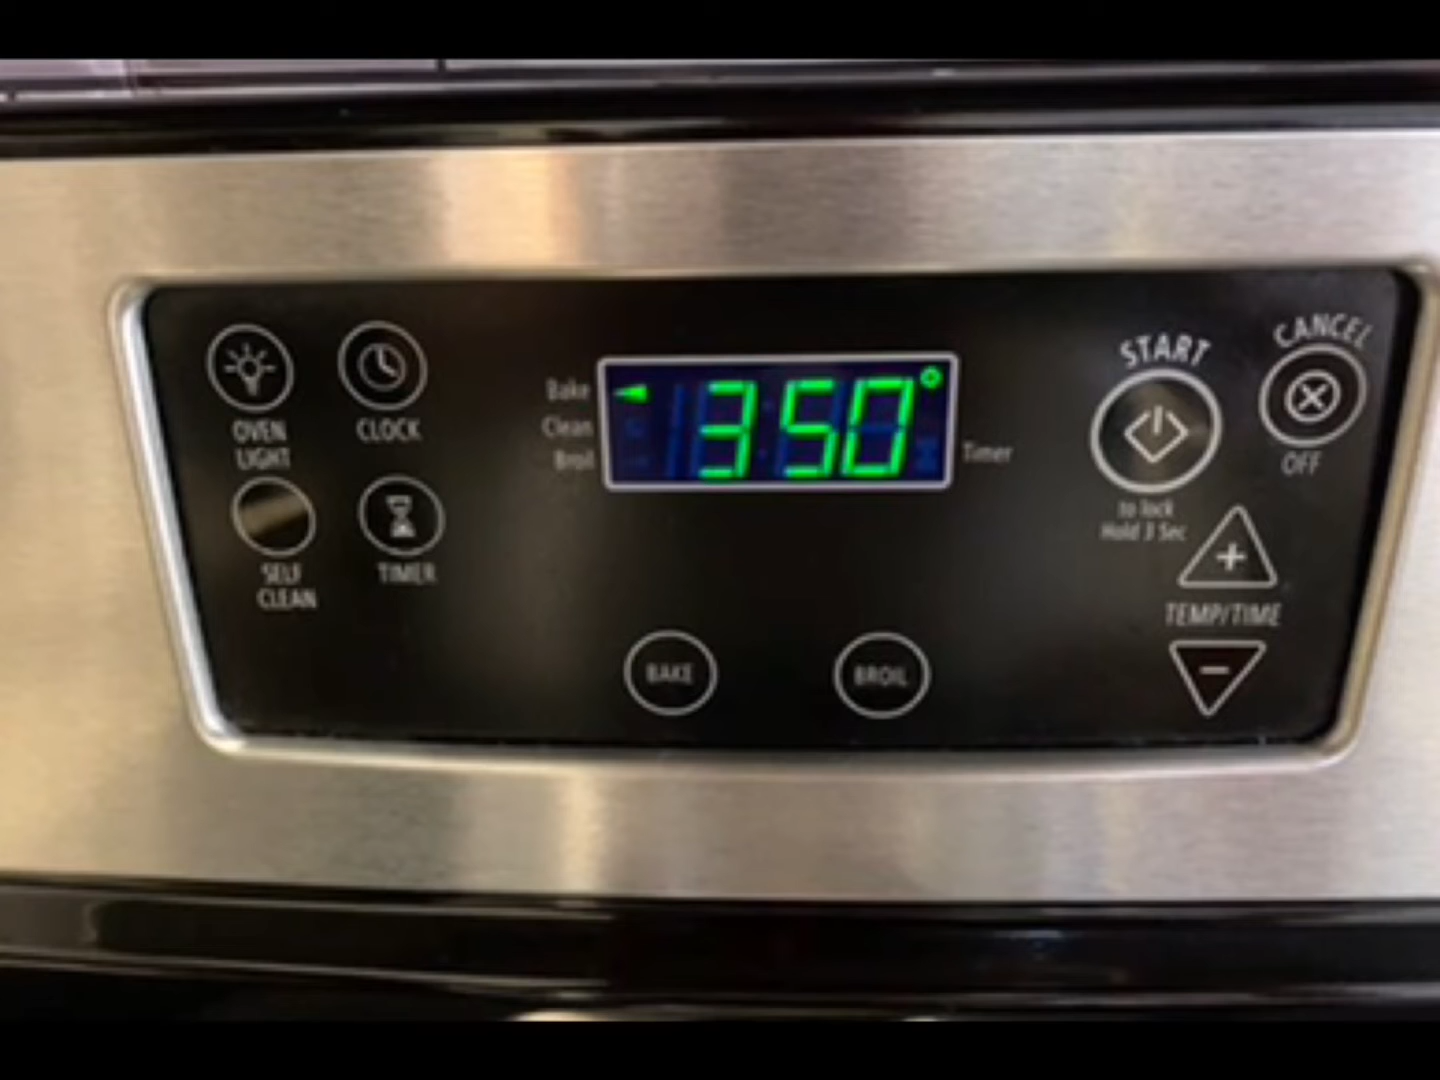 OVEN
LIGHT
CLOCK
SELF
CLEAN
TIMER
Bake
Clean
Broil
350°
Timer
BAKE
BROIL
START
to lock
Hold 3 Sec
CANCEL
OFF
+
TEMP/TIME
-